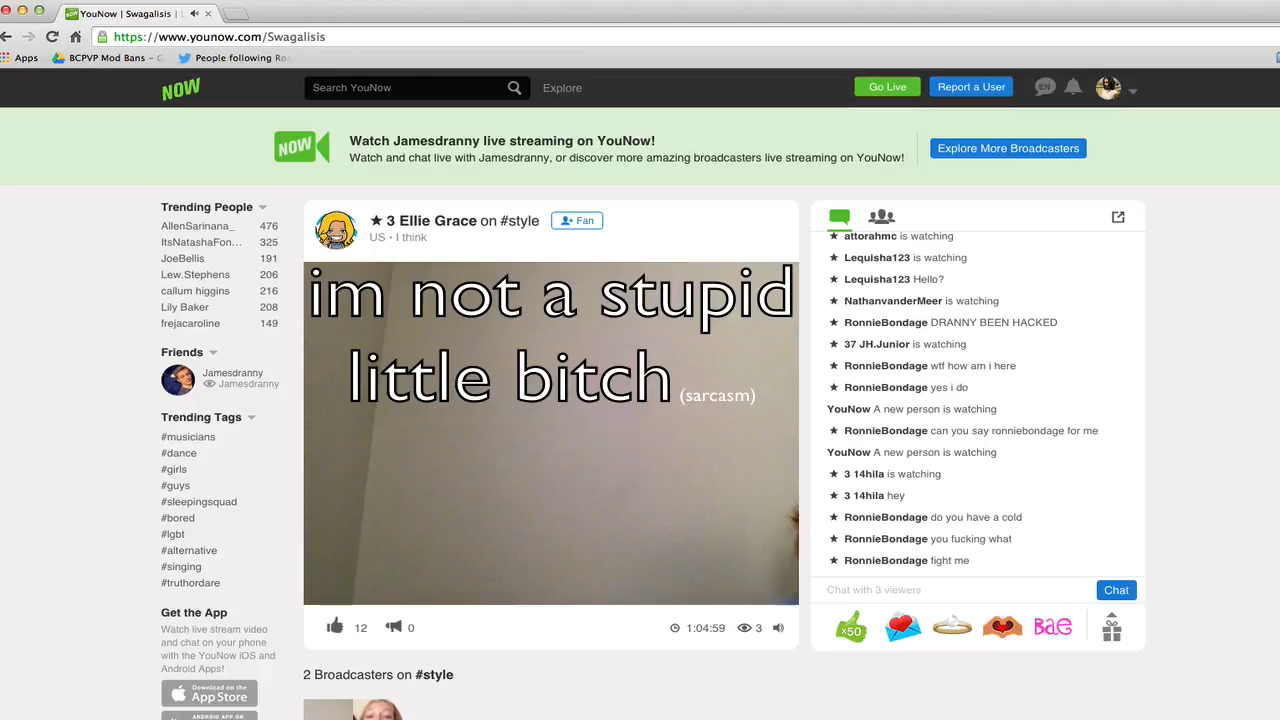 YouNow | Swagalisis | L
https://www.younow.com/Swagalisis
Apps
BCPVP Mod Bans – G
People following Ro
NOW
Search YouNow
Explore
Go Live
Report a User
EN
NOW
Watch Jamesdranny live streaming on YouNow!
Watch and chat live with Jamesdranny, or discover more amazing broadcasters live streaming on YouNow!
Explore More Broadcasters
Trending People
AllenSarinana_ 476
ItsNatashaFon... 325
JoeBellis 191
Lew.Stephens 206
callum higgins 216
Lily Baker 208
frejacaroline 149
Friends
Jamesdranny
Jamesdranny
Trending Tags
#musicians
#dance
#girls
#guys
#sleepingsquad
#bored
#lgbt
#alternative
#singing
#truthordare
Get the App
Watch live stream video
and chat on your phone
with the YouNow iOS and
Android Apps!
Download on the
App Store
ANDROID APP ON
★ 3 Ellie Grace on #style
Fan
US • I think
im not a stupid
little bitch (sarcasm)
12
0
1:04:59
3
2 Broadcasters on #style
★ attorahmc is watching
★ Lequisha123 is watching
★ Lequisha123 Hello?
★ NathanvanderMeer is watching
★ RonnieBondage DRANNY BEEN HACKED
★ 37 JH.Junior is watching
★ RonnieBondage wtf how am i here
★ RonnieBondage yes i do
YouNow A new person is watching
★ RonnieBondage can you say ronniebondage for me
YouNow A new person is watching
★ 3 14hila is watching
★ 3 14hila hey
★ RonnieBondage do you have a cold
★ RonnieBondage you fucking what
★ RonnieBondage fight me
Chat with 3 viewers
Chat
x50
BAE